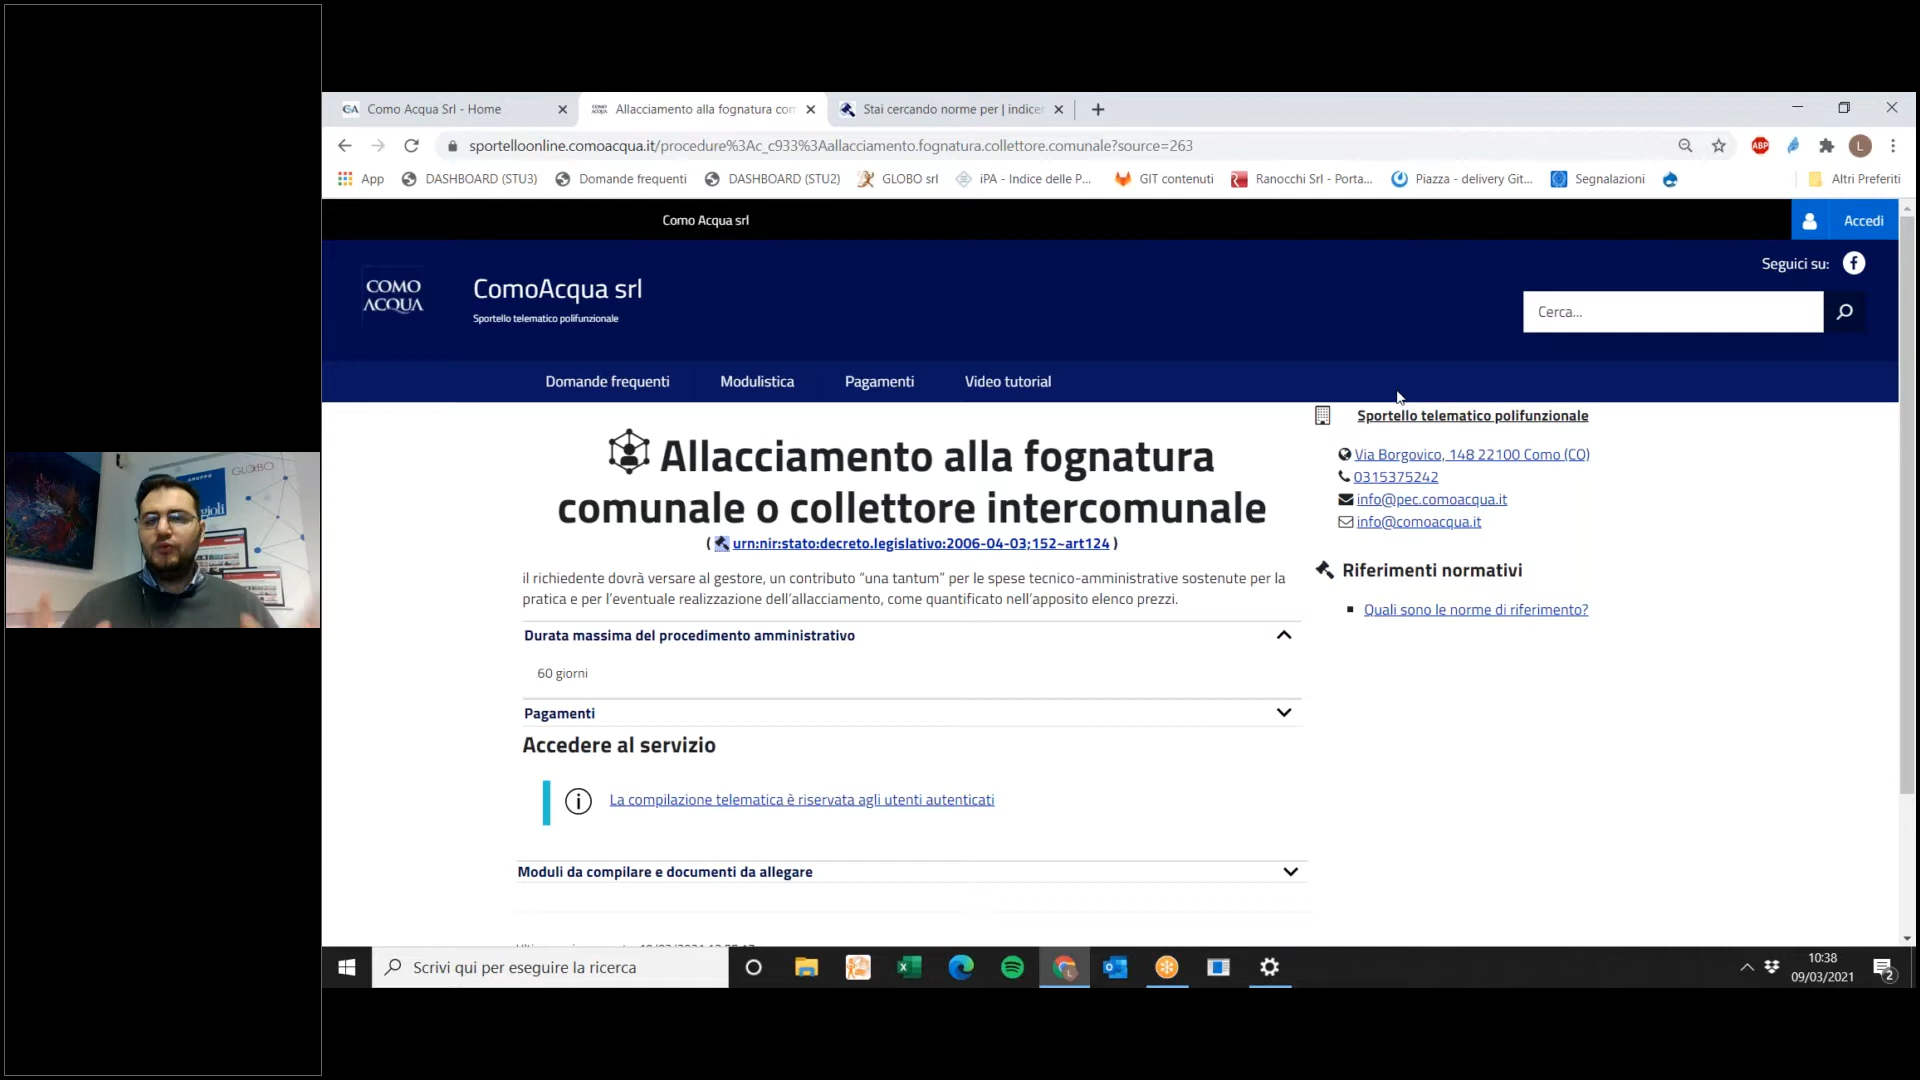 Como Acqua Srl - Home
Allacciamento alla fognatura com
Stai cercando norme per | indicer
sportelloonline.comoacqua.it/procedure%3Ac_c933%3Aallacciamento.fognatura.collettore.comunale?source=263
ABP
L
App
DASHBOARD (STU3)
Domande frequenti
DASHBOARD (STU2)
GLOBO srl
iPA - Indice delle P...
GIT contenuti
Ranocchi Srl - Porta...
Piazza - delivery Git...
Segnalazioni
Altri Preferiti
Como Acqua srl
Accedi
Seguici su:
COMO
ACQUA
ComoAcqua srl
Sportello telematico polifunzionale
Cerca...
Domande frequenti
Modulistica
Pagamenti
Video tutorial
Allacciamento alla fognatura
comunale o collettore intercomunale
( urn:nir:stato:decreto.legislativo:2006-04-03;152~art124 )
il richiedente dovrà versare al gestore, un contributo “una tantum” per le spese tecnico-amministrative sostenute per la
pratica e per l’eventuale realizzazione dell’allacciamento, come quantificato nell’apposito elenco prezzi.
Durata massima del procedimento amministrativo
60 giorni
Pagamenti
Accedere al servizio
La compilazione telematica è riservata agli utenti autenticati
Moduli da compilare e documenti da allegare
Sportello telematico polifunzionale
Via Borgovico, 148 22100 Como (CO)
0315375242
info@pec.comoacqua.it
info@comoacqua.it
Riferimenti normativi
Quali sono le norme di riferimento?
GLOBO
GRUPPO
gioli
Scrivi qui per eseguire la ricerca
10:38
09/03/2021
2